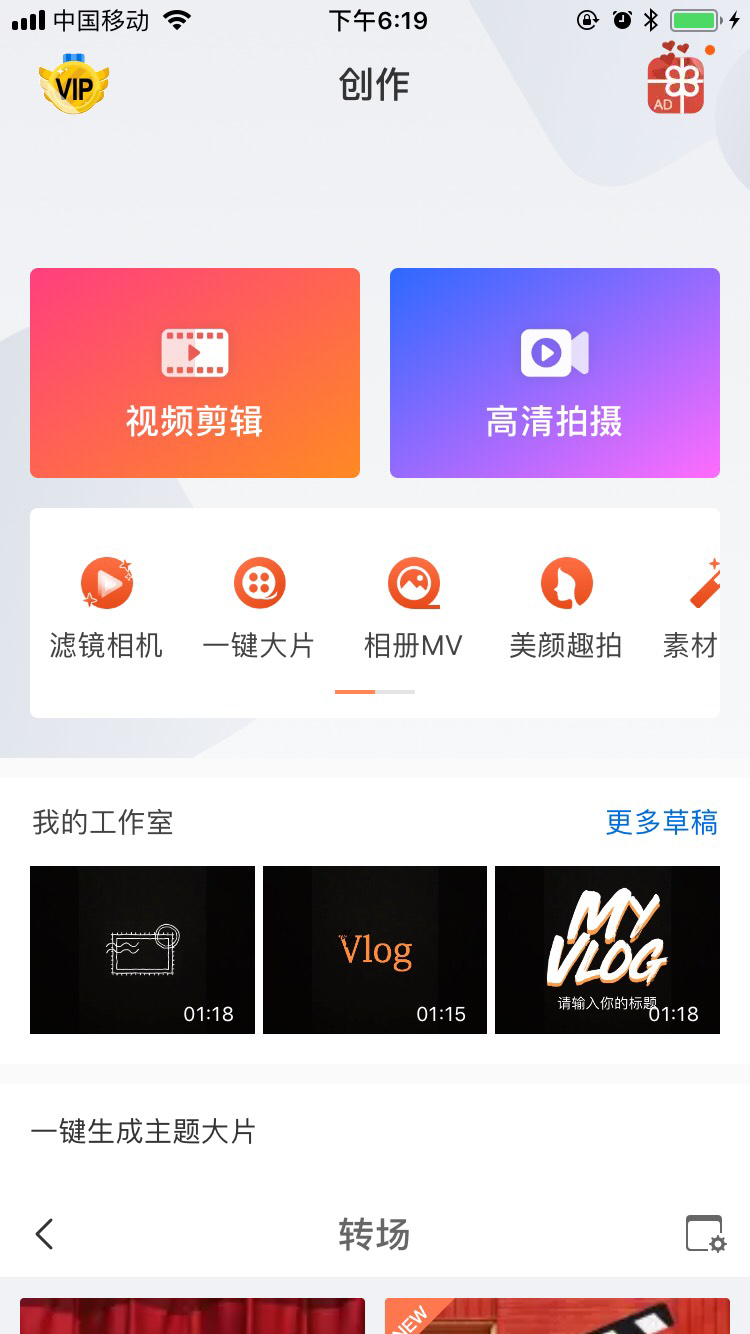 中国移动
下午6:19
VIP
创作
AD
视频剪辑
高清拍摄
滤镜相机
一键大片
相册MV
美颜趣拍
素材
我的工作室
更多草稿
01:18
Vlog
01:15
MY
VLOG
请输入你的标题
01:18
一键生成主题大片
转场
NEW